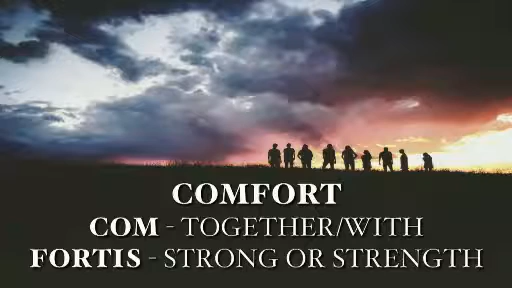 COMFORT
COM - TOGETHER/WITH
FORTIS - STRONG OR STRENGTH